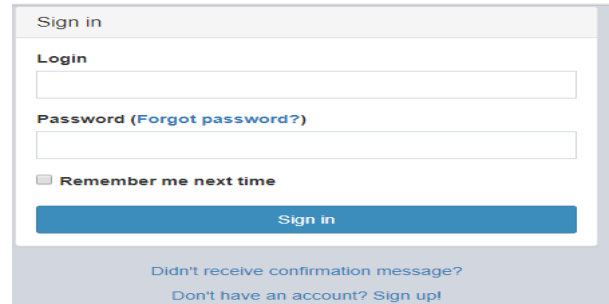 Sign in
Login
Password (Forgot password?)
Remember me next time
Sign in
Didn't receive confirmation message?
Don't have an account? Sign up!